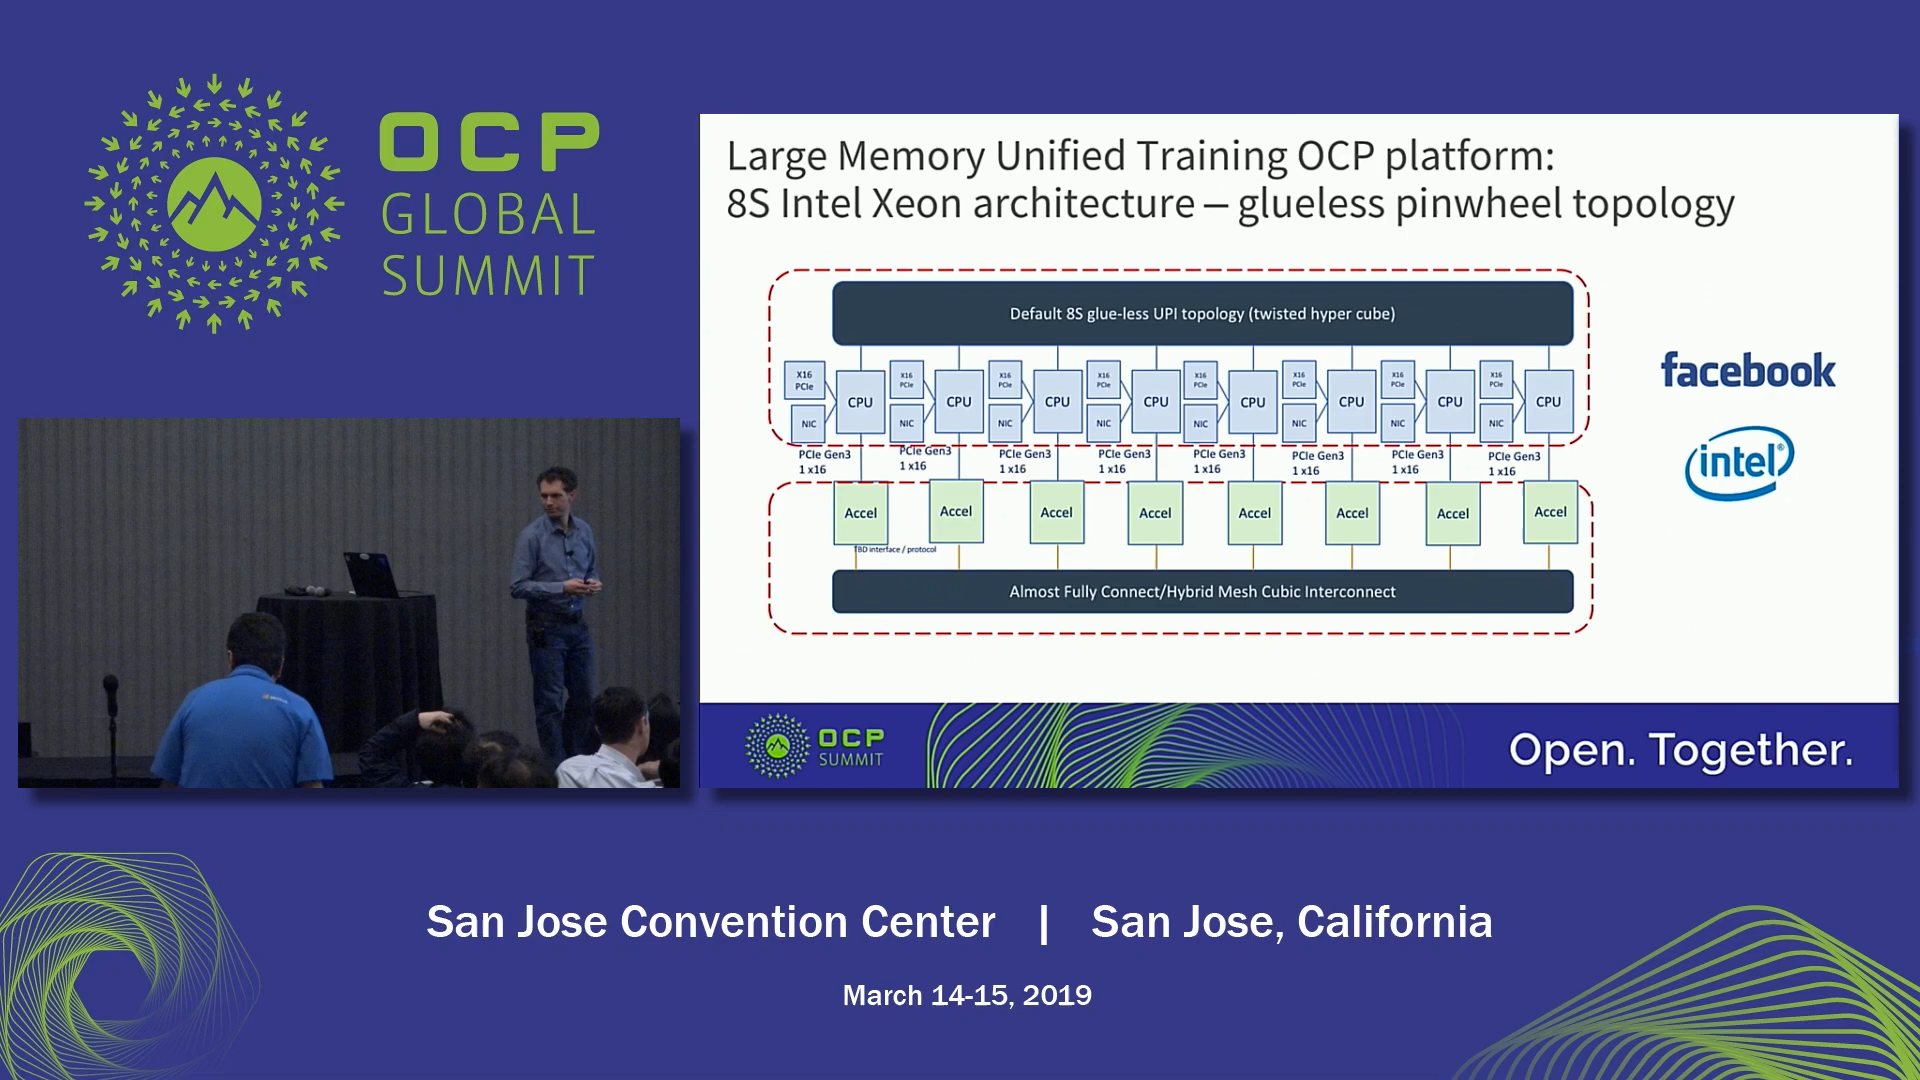 OCP
GLOBAL
SUMMIT
Large Memory Unified Training OCP platform:
8S Intel Xeon architecture – glueless pinwheel topology
Default 8S glue-less UPI topology (twisted hyper cube)
X16 PCIe
NIC
CPU
X16 PCIe
NIC
CPU
X16 PCIe
NIC
CPU
X16 PCIe
NIC
CPU
X16 PCIe
NIC
CPU
X16 PCIe
NIC
CPU
X16 PCIe
NIC
CPU
X16 PCIe
NIC
CPU
PCIe Gen3
1 x16
PCIe Gen3
1 x16
PCIe Gen3
1 x16
PCIe Gen3
1 x16
PCIe Gen3
1 x16
PCIe Gen3
1 x16
PCIe Gen3
1 x16
PCIe Gen3
1 x16
Accel
Accel
Accel
Accel
Accel
Accel
Accel
Accel
TBD interface / protocol
Almost Fully Connect/Hybrid Mesh Cubic Interconnect
facebook
intel®
OCP
SUMMIT
Open. Together.
San Jose Convention Center | San Jose, California
March 14-15, 2019